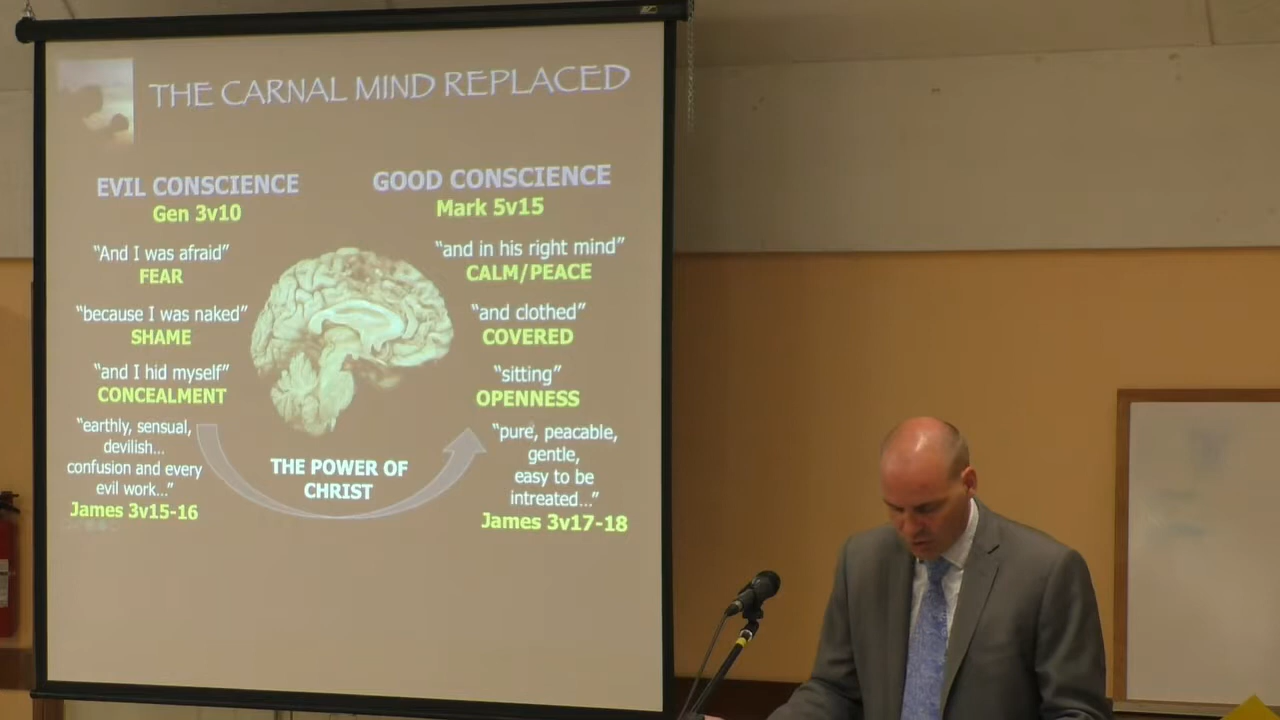 THE CARNAL MIND REPLACED
EVIL CONSCIENCE
Gen 3v10
“And I was afraid”
FEAR
“because I was naked”
SHAME
“and I hid myself”
CONCEALMENT
“earthly, sensual,
devilish…
confusion and every
evil work…”
James 3v15-16
THE POWER OF
CHRIST
GOOD CONSCIENCE
Mark 5v15
“and in his right mind”
CALM/PEACE
“and clothed”
COVERED
“sitting”
OPENNESS
“pure, peacable,
gentle,
easy to be
intreated…”
James 3v17-18